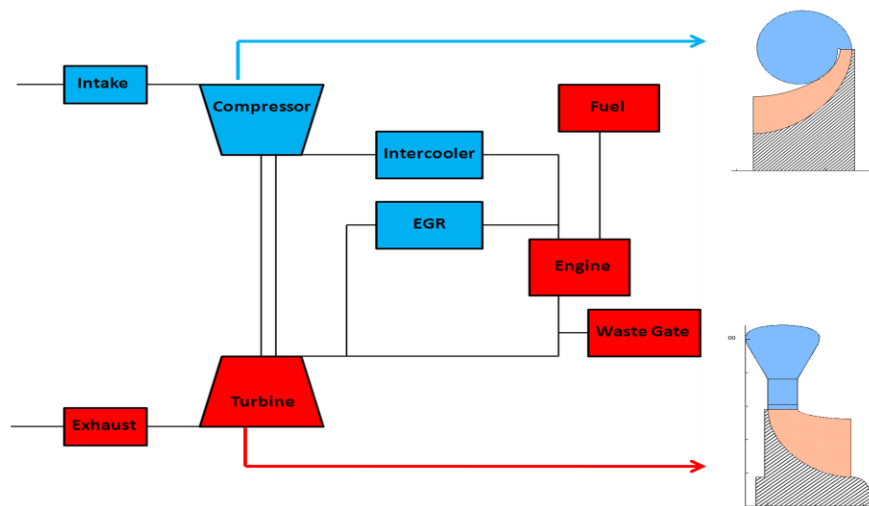 Intake
Compressor
Fuel
Intercooler
EGR
Engine
Waste Gate
Turbine
Exhaust